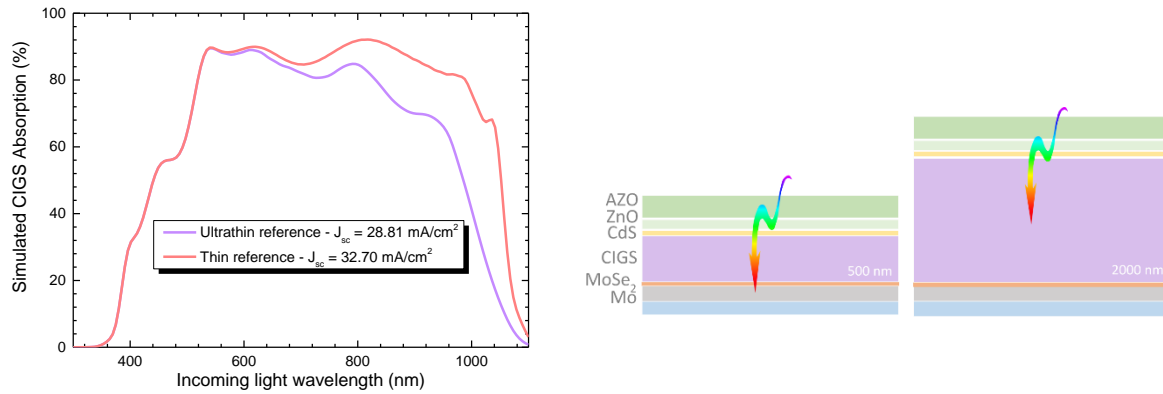 Simulated CIGS Absorption (%)
100
80
60
40
20
0
Ultrathin reference - J_sc = 28.81 mA/cm²
Thin reference - J_sc = 32.70 mA/cm²
400 600 800 1000
Incoming light wavelength (nm)
AZO
ZnO
CdS
CIGS
500 nm
MoSe₂
Mo
2000 nm